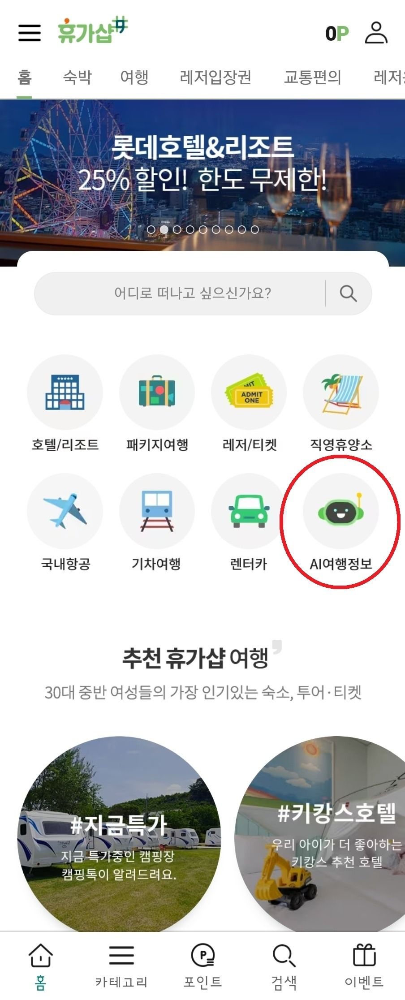 휴가샵#
0P
홈 숙박 여행 레저입장권 교통편의 레저
롯데호텔&리조트
25% 할인! 한도 무제한!
어디로 떠나고 싶으신가요?
ADMIT ONE
호텔/리조트 패키지여행 레저/티켓 직영휴양소
국내항공 기차여행 렌터카 AI여행정보
추천 휴가샵 여행
30대 중반 여성들의 가장 인기있는 숙소, 투어·티켓
#지금특가
지금 특가중인 캠핑장
캠핑톡이 알려드려요.
#키캉스호텔
우리 아이가 더 좋아하는
키캉스 추천 호텔
홈 카테고리 포인트 검색 이벤트